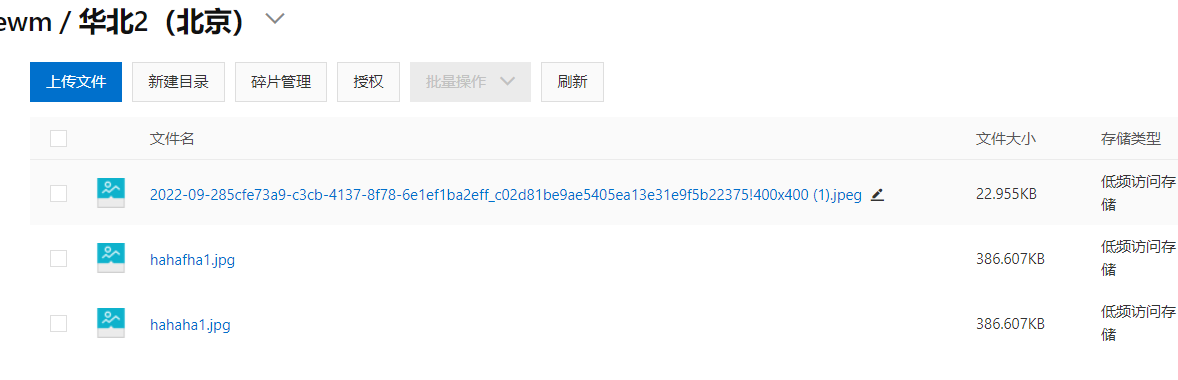 ewm / 华北2（北京）
上传文件 新建目录 碎片管理 授权 批量操作 刷新
文件名 文件大小 存储类型
2022-09-285cfe73a9-c3cb-4137-8f78-6e1ef1ba2eff_c02d81be9ae5405ea13e31e9f5b22375!400x400 (1).jpeg 22.955KB 低频访问存
储
hahafha1.jpg 386.607KB 低频访问存
储
hahaha1.jpg 386.607KB 低频访问存
储